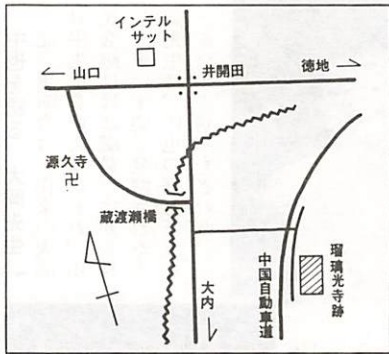 インテル
サット
山口
井開田
徳地
源久寺
卍
蔵渡瀬橋
大内
中国自動車道
瑠璃光寺跡